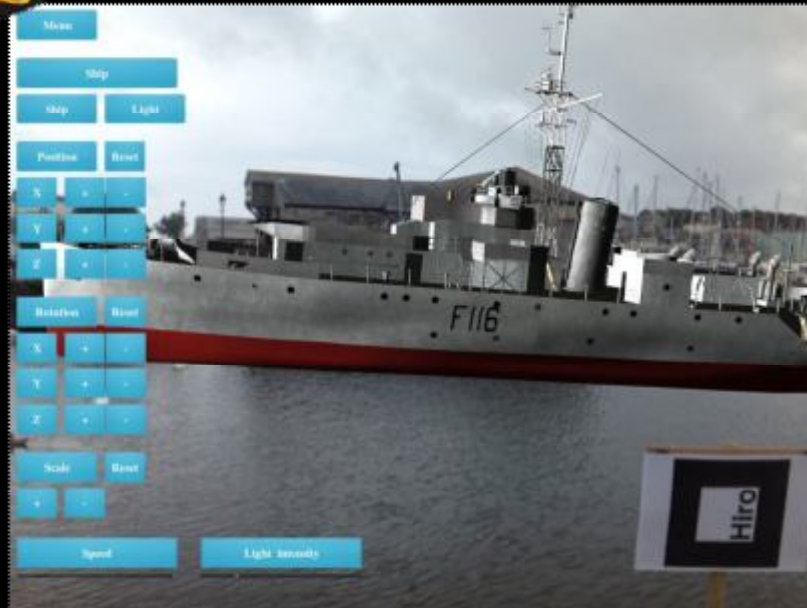 Menu
Ship
Ship Light
Position Reset
X + -
Y + -
Z + -
Rotation Reset
X + -
Y + -
Z + -
Scale Reset
+ -
Speed Light Intensity
F116
Hiro